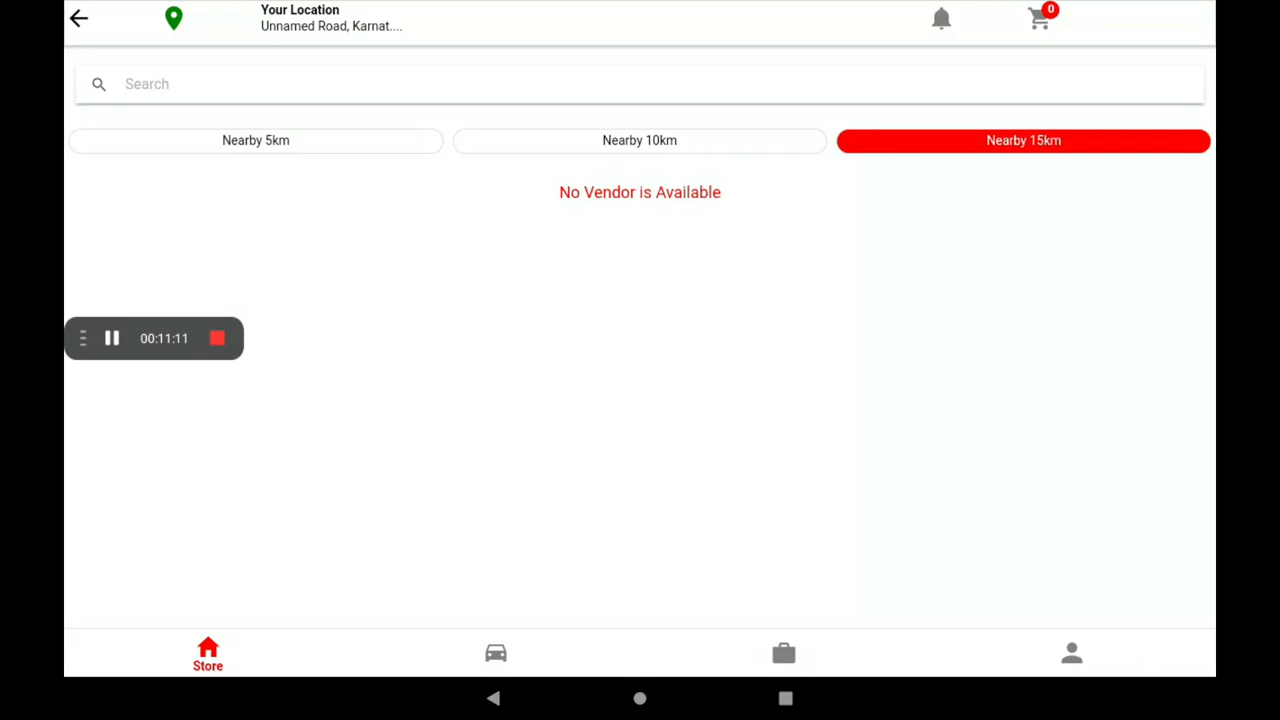 Your Location
0
Unnamed Road, Karnat....
Search
Nearby 5km
Nearby 10km
Nearby 15km
No Vendor is Available
00:11:11
Store